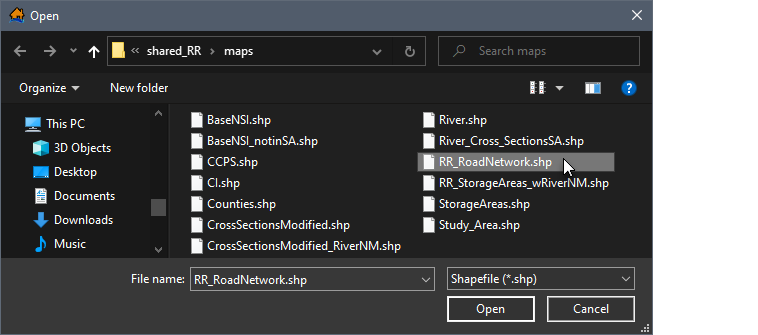 Open
shared_RR > maps
Search maps
Organize
New folder
This PC
3D Objects
Desktop
Documents
Downloads
Music
BaseNSI.shp
BaseNSI_notinSA.shp
CCPS.shp
CI.shp
Counties.shp
CrossSectionsModified.shp
CrossSectionsModified_RiverNM.shp
River.shp
River_Cross_SectionsSA.shp
RR_RoadNetwork.shp
RR_StorageAreas_wRiverNM.shp
StorageAreas.shp
Study_Area.shp
File name: RR_RoadNetwork.shp
Shapefile (*.shp)
Open
Cancel